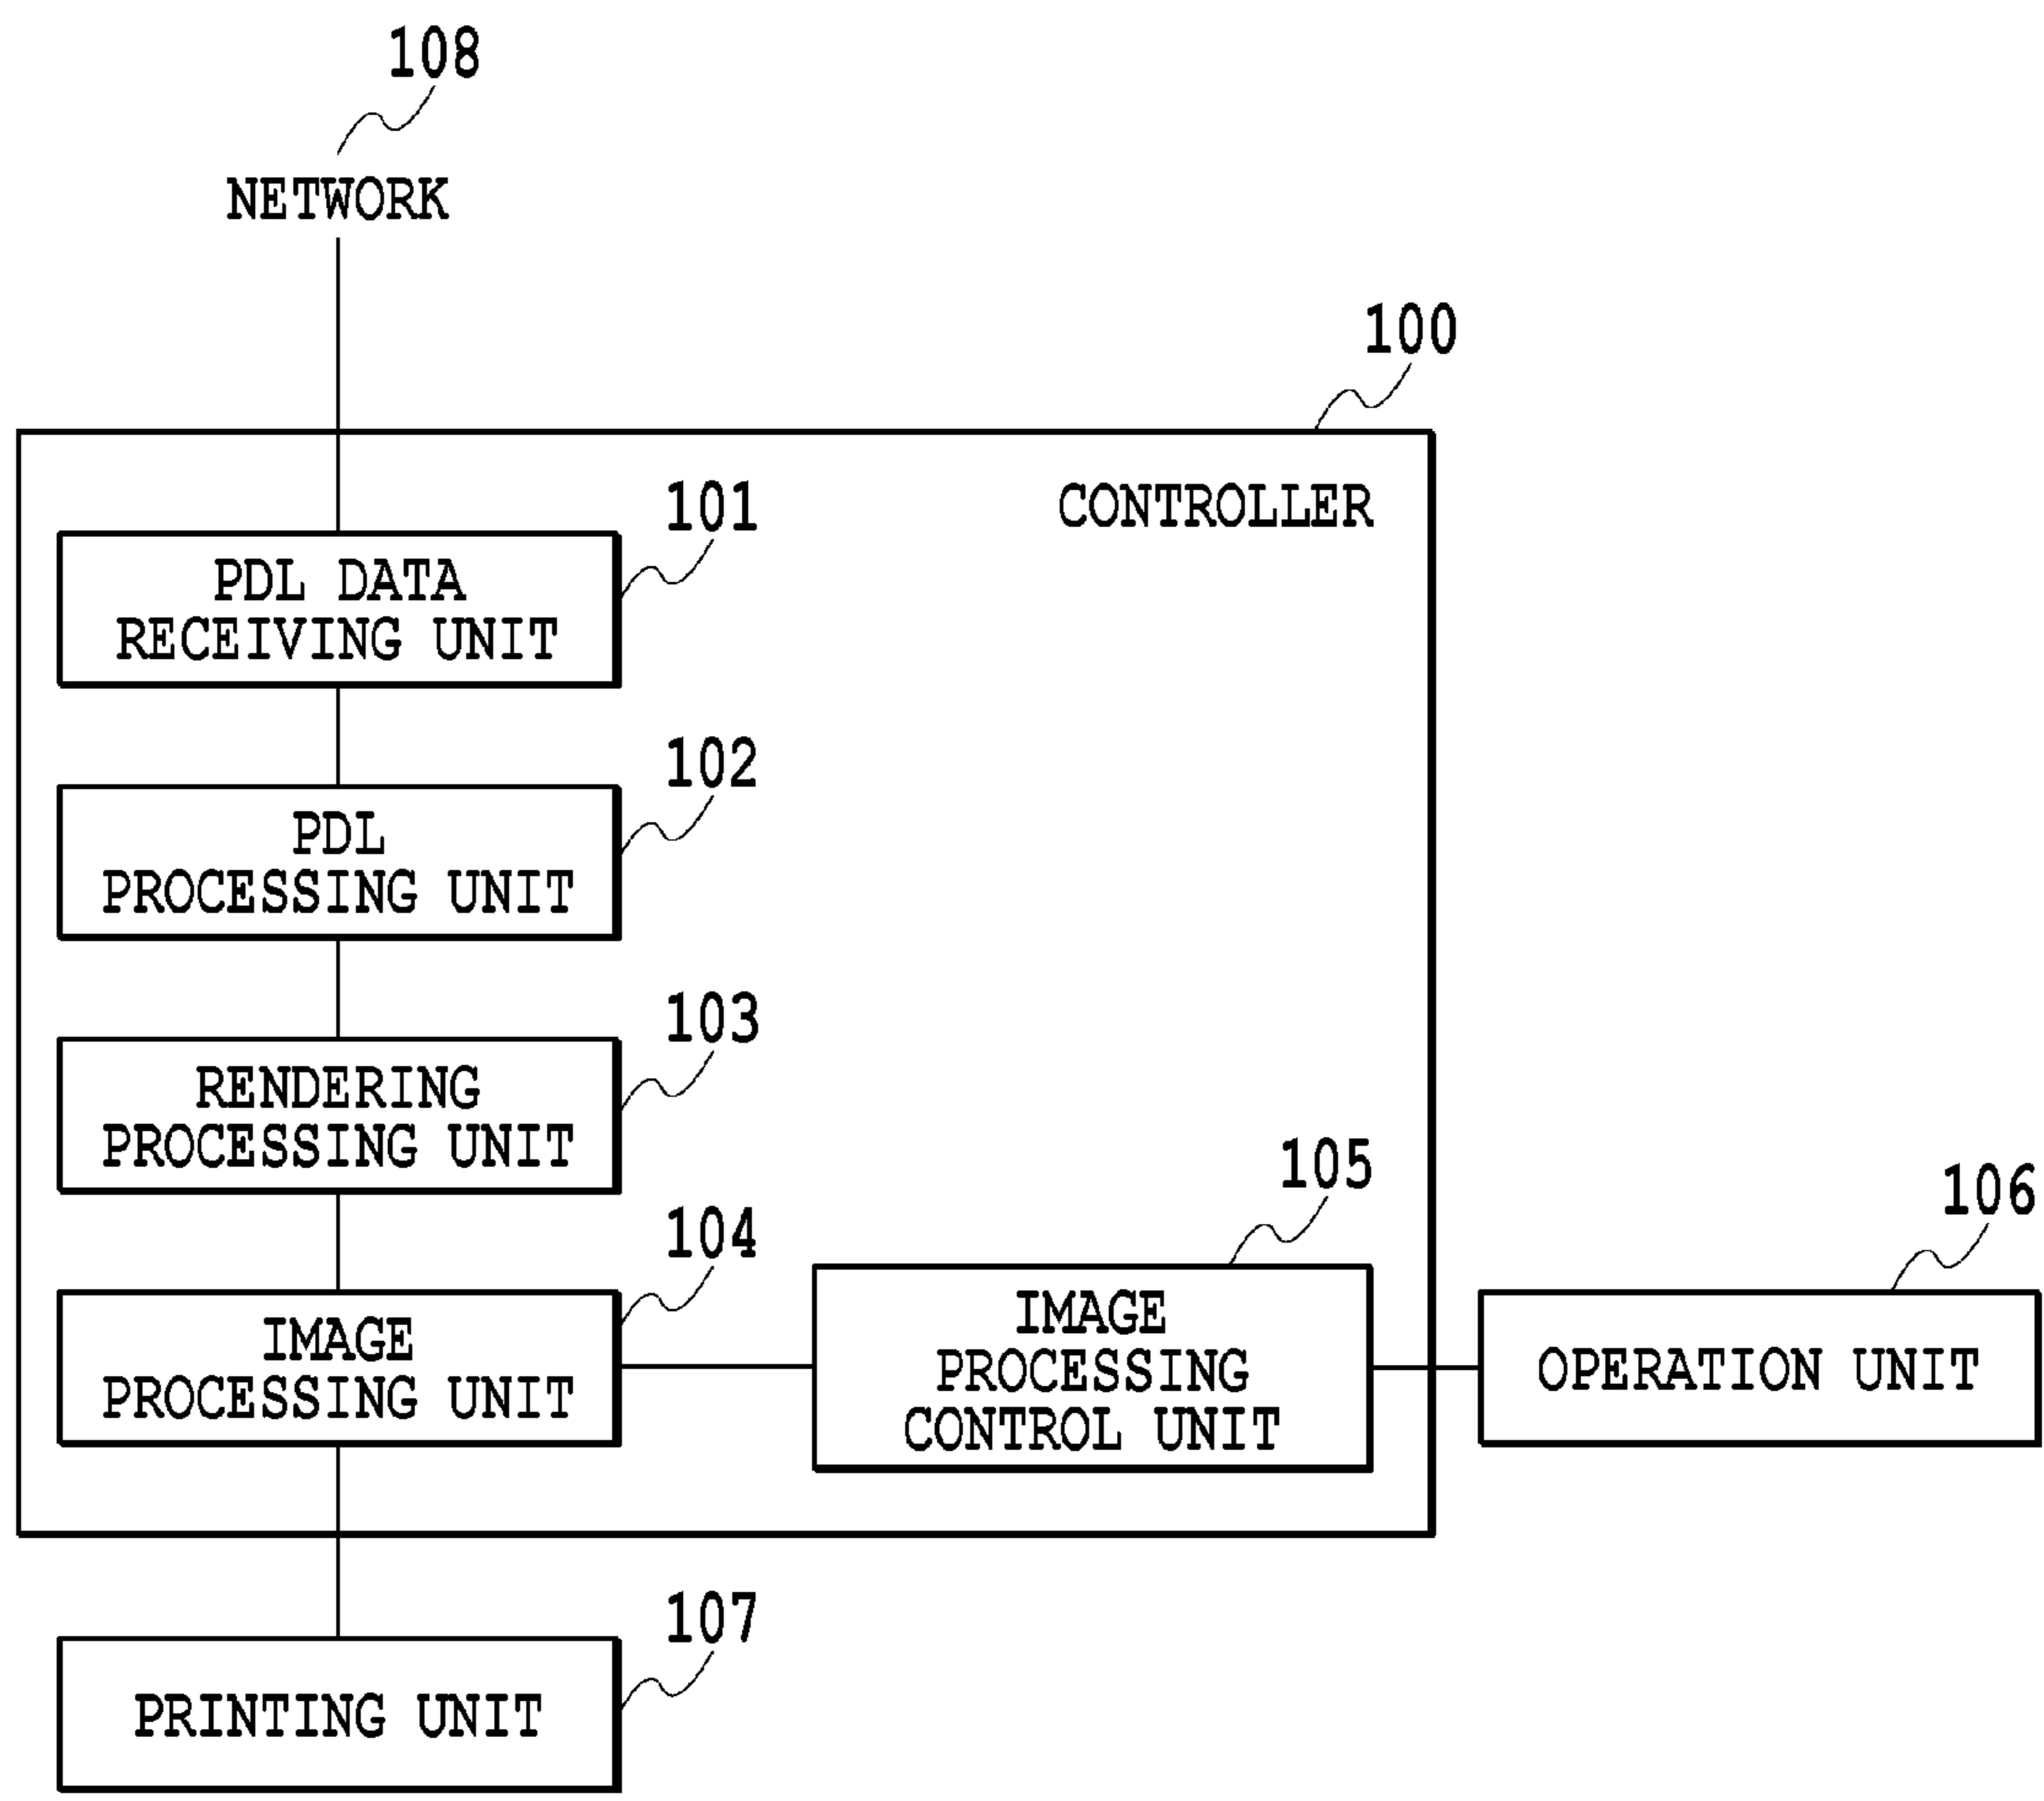 108
NETWORK
100
CONTROLLER
101
PDL DATA
RECEIVING UNIT
102
PDL
PROCESSING UNIT
103
RENDERING
PROCESSING UNIT
104
IMAGE
PROCESSING UNIT
105
IMAGE
PROCESSING
CONTROL UNIT
106
OPERATION UNIT
107
PRINTING UNIT